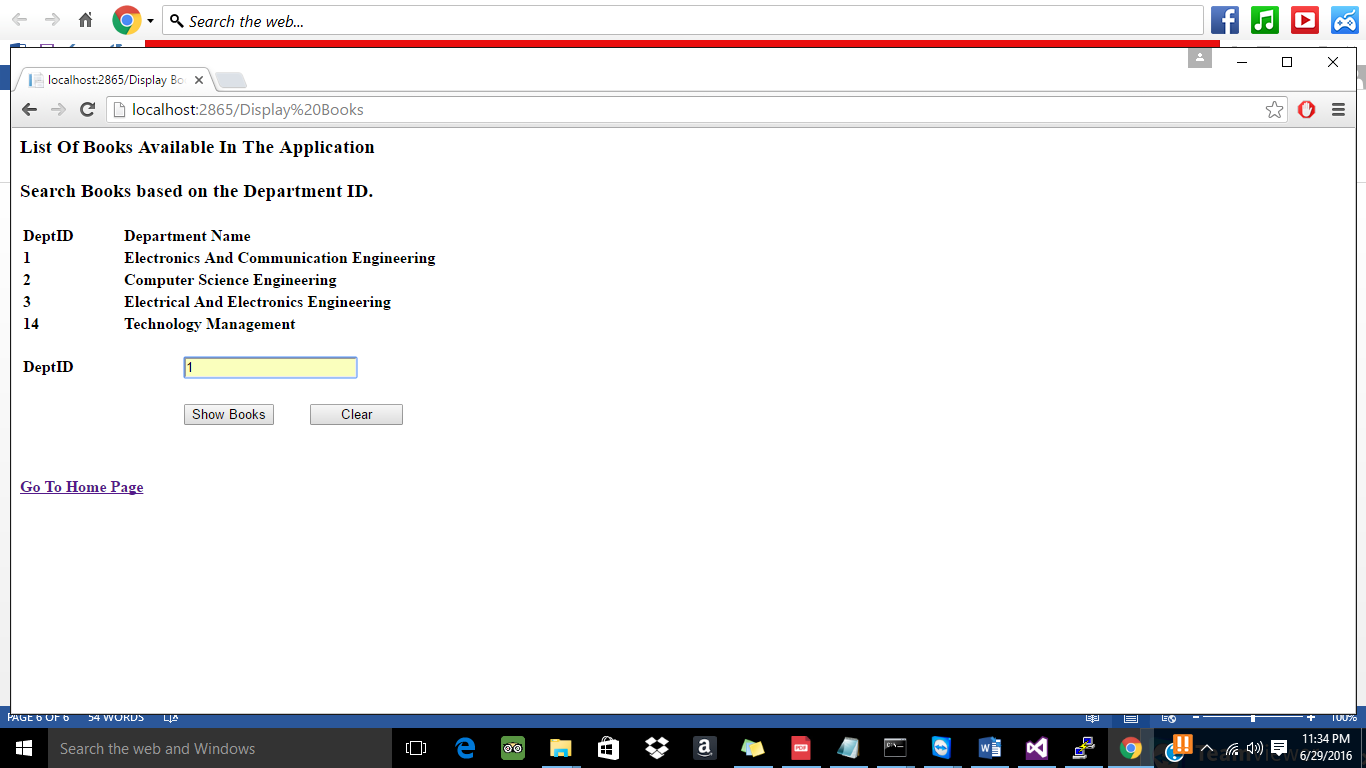 Search the web...
localhost:2865/Display Bo
localhost:2865/Display%20Books
List Of Books Available In The Application
Search Books based on the Department ID.
DeptID Department Name
1 Electronics And Communication Engineering
2 Computer Science Engineering
3 Electrical And Electronics Engineering
14 Technology Management
DeptID 1
Show Books Clear
Go To Home Page
PAGE 6 OF 6 54 WORDS 100%
Search the web and Windows
11:34 PM
6/29/2016